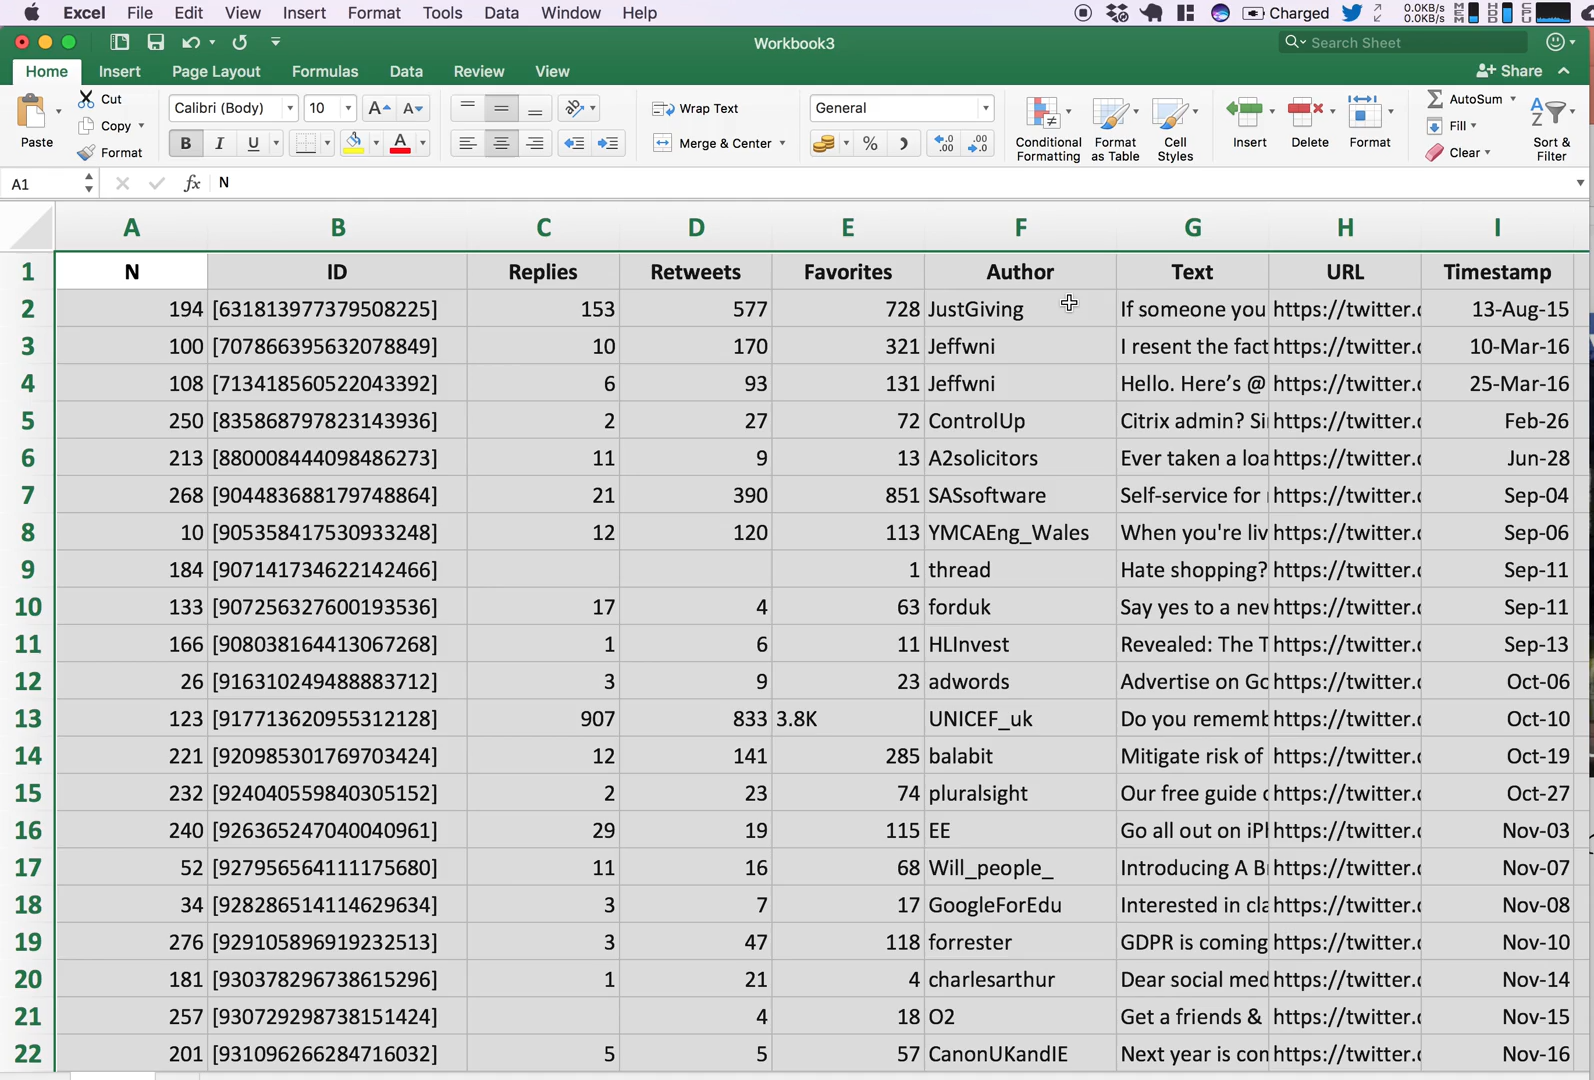 Excel File Edit View Insert Format Tools Data Window Help Charged 0.0KB/s 0.0KB/s MEM HDD CPU
Workbook3 Search Sheet
Home Insert Page Layout Formulas Data Review View Share
Paste Cut Copy Format
Calibri (Body) 10 A A
B I U A
Wrap Text
Merge & Center
General
%
Conditional Formatting
Format as Table
Cell Styles
Insert Delete Format
AutoSum
Fill
Clear
Sort & Filter
A1 fx N
A B C D E F G H I
1 N ID Replies Retweets Favorites Author Text URL Timestamp
2 194 [631813977379508225] 153 577 728 JustGiving If someone you https://twitter.c 13-Aug-15
3 100 [707866395632078849] 10 170 321 Jeffwni I resent the fact https://twitter.c 10-Mar-16
4 108 [713418560522043392] 6 93 131 Jeffwni Hello. Here’s @ https://twitter.c 25-Mar-16
5 250 [835868797823143936] 2 27 72 ControlUp Citrix admin? Si https://twitter.c Feb-26
6 213 [880008444098486273] 11 9 13 A2solicitors Ever taken a loa https://twitter.c Jun-28
7 268 [904483688179748864] 21 390 851 SASsoftware Self-service for https://twitter.c Sep-04
8 10 [905358417530933248] 12 120 113 YMCAEng_Wales When you're liv https://twitter.c Sep-06
9 184 [907141734622142466] 1 thread Hate shopping? https://twitter.c Sep-11
10 133 [907256327600193536] 17 4 63 forduk Say yes to a nev https://twitter.c Sep-11
11 166 [908038164413067268] 1 6 11 HLInvest Revealed: The T https://twitter.c Sep-13
12 26 [916310249488883712] 3 9 23 adwords Advertise on Go https://twitter.c Oct-06
13 123 [917713620955312128] 907 833 3.8K UNICEF_uk Do you rememb https://twitter.c Oct-10
14 221 [920985301769703424] 12 141 285 balabit Mitigate risk of https://twitter.c Oct-19
15 232 [924040559840305152] 2 23 74 pluralsight Our free guide c https://twitter.c Oct-27
16 240 [926365247040040961] 29 19 115 EE Go all out on iPh https://twitter.c Nov-03
17 52 [927956564111175680] 11 16 68 Will_people_ Introducing A B https://twitter.c Nov-07
18 34 [928286514114629634] 3 7 17 GoogleForEdu Interested in cla https://twitter.c Nov-08
19 276 [929105896919232513] 3 47 118 forrester GDPR is coming https://twitter.c Nov-10
20 181 [930378296738615296] 1 21 4 charlesarthur Dear social med https://twitter.c Nov-14
21 257 [930729298738151424] 4 18 O2 Get a friends & https://twitter.c Nov-15
22 201 [931096266284716032] 5 5 57 CanonUKandIE Next year is con https://twitter.c Nov-16